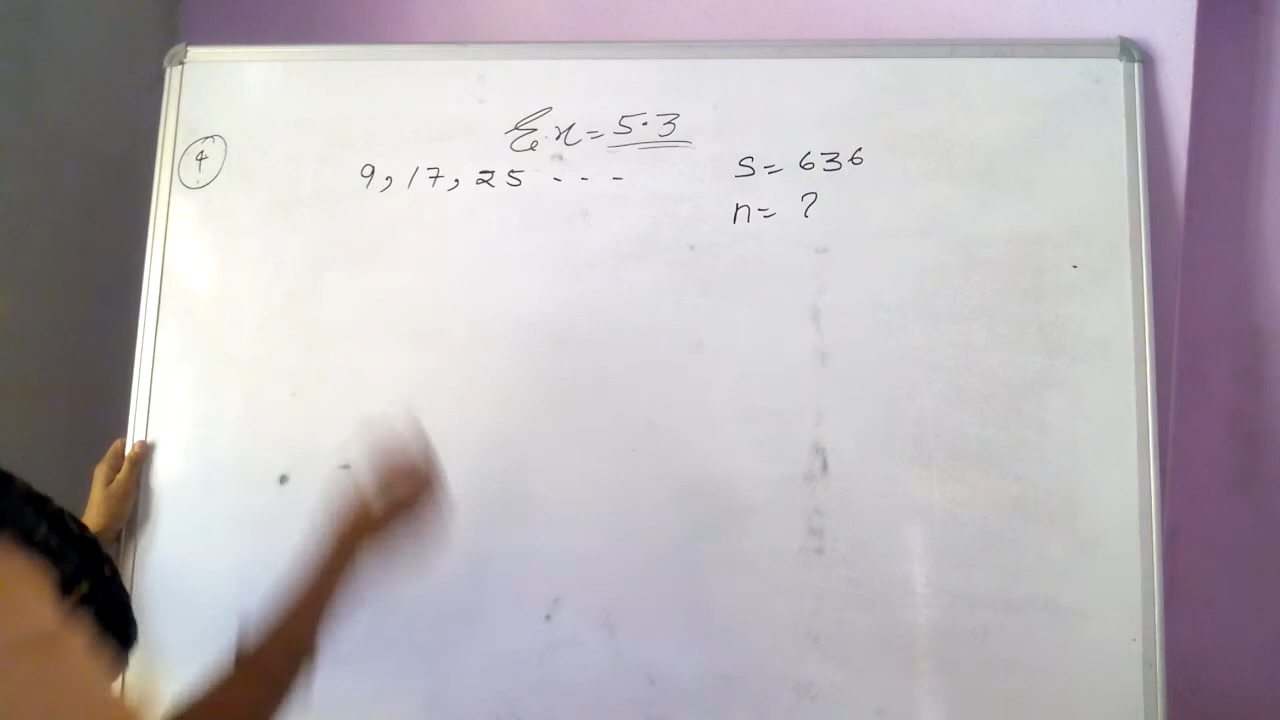 Ex = 5.3
4
9, 17, 25 - - -
S = 636
n = ?